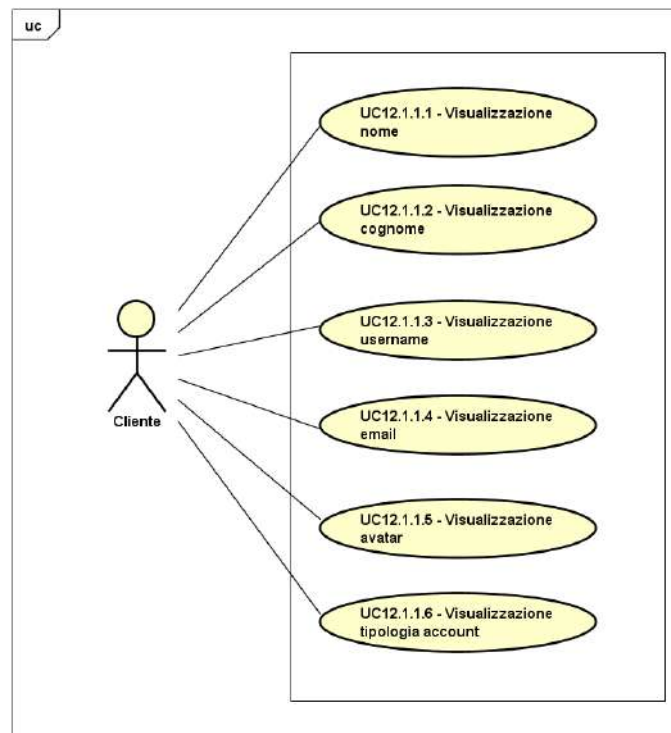 uc
UC12.1.1.1 - Visualizzazione
nome
UC12.1.1.2 - Visualizzazione
cognome
UC12.1.1.3 - Visualizzazione
username
UC12.1.1.4 - Visualizzazione
email
Cliente
UC12.1.1.5 - Visualizzazione
avatar
UC12.1.1.6 - Visualizzazione
tipologia account